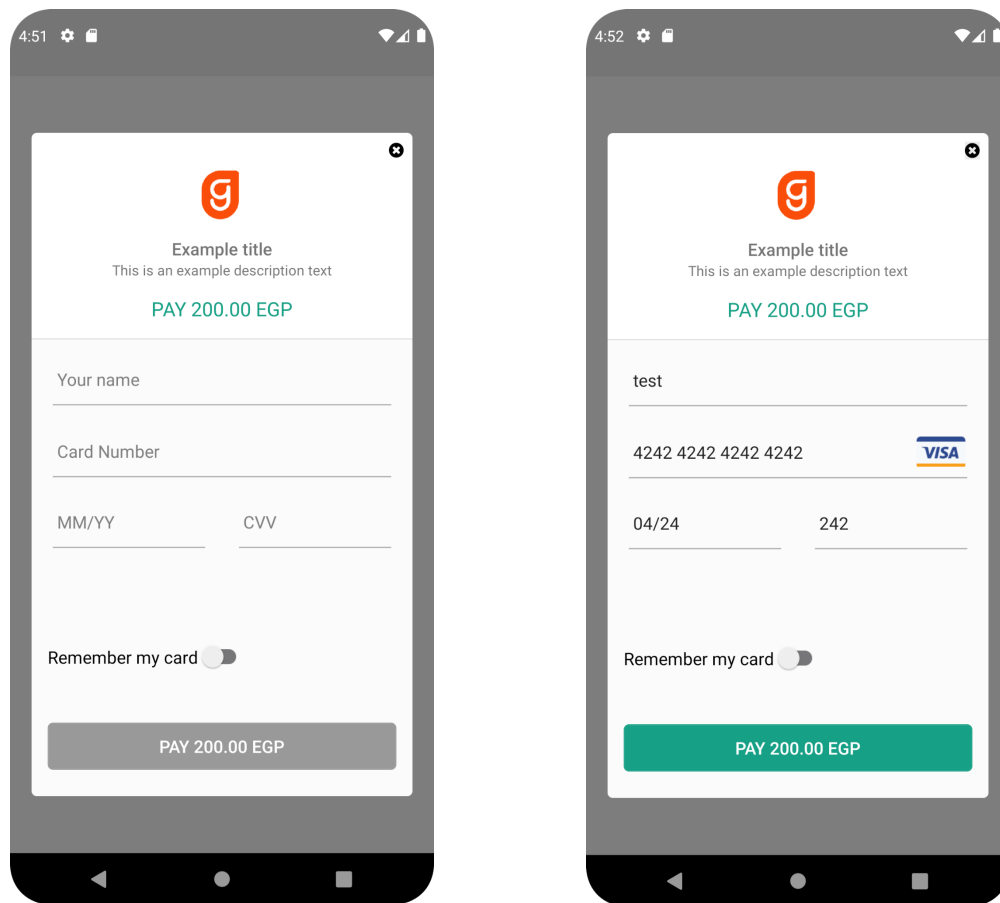 4:51
g
Example title
This is an example description text
PAY 200.00 EGP
Your name
Card Number
MM/YY CVV
Remember my card
PAY 200.00 EGP
4:52
g
Example title
This is an example description text
PAY 200.00 EGP
test
4242 4242 4242 4242 VISA
04/24 242
Remember my card
PAY 200.00 EGP